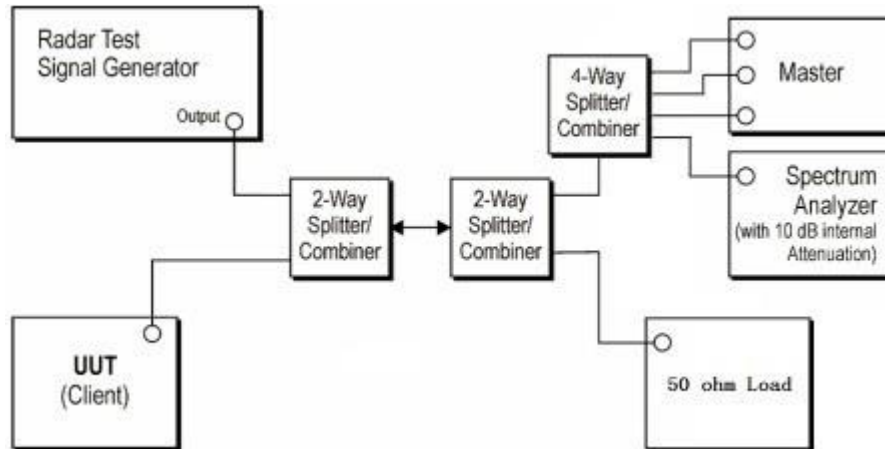 Radar Test
Signal Generator
Output
4-Way
Splitter/
Combiner
Master
2-Way
Splitter/
Combiner
2-Way
Splitter/
Combiner
Spectrum
Analyzer
(with 10 dB internal
Attenuation)
UUT
(Client)
50 ohm Load